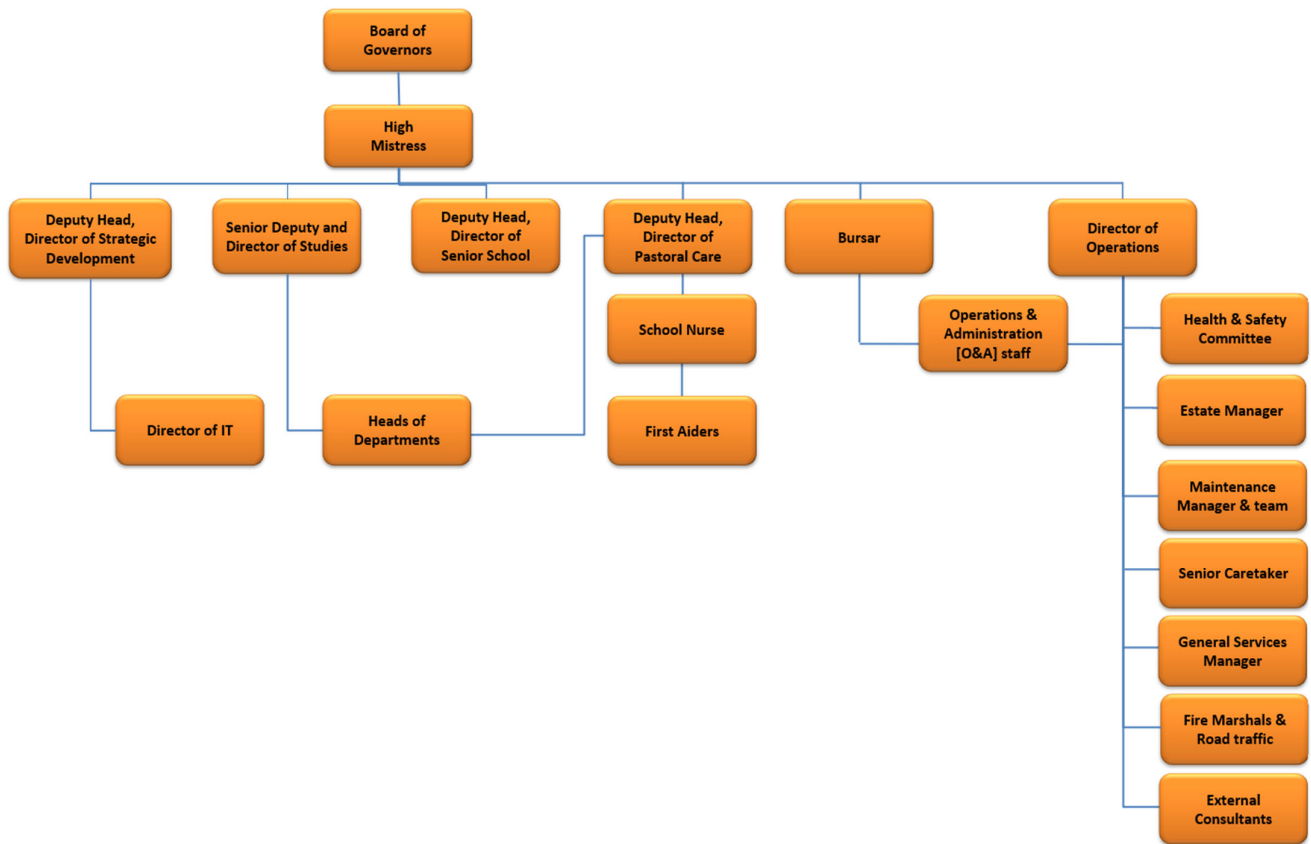 Board of
Governors
High
Mistress
Deputy Head,
Director of Strategic
Development
Senior Deputy and
Director of Studies
Deputy Head,
Director of
Senior School
Deputy Head,
Director of
Pastoral Care
Bursar
Director of
Operations
School Nurse
Operations &
Administration
[O&A] staff
Health & Safety
Committee
Director of IT
Heads of
Departments
First Aiders
Estate Manager
Maintenance
Manager & team
Senior Caretaker
General Services
Manager
Fire Marshals &
Road traffic
External
Consultants